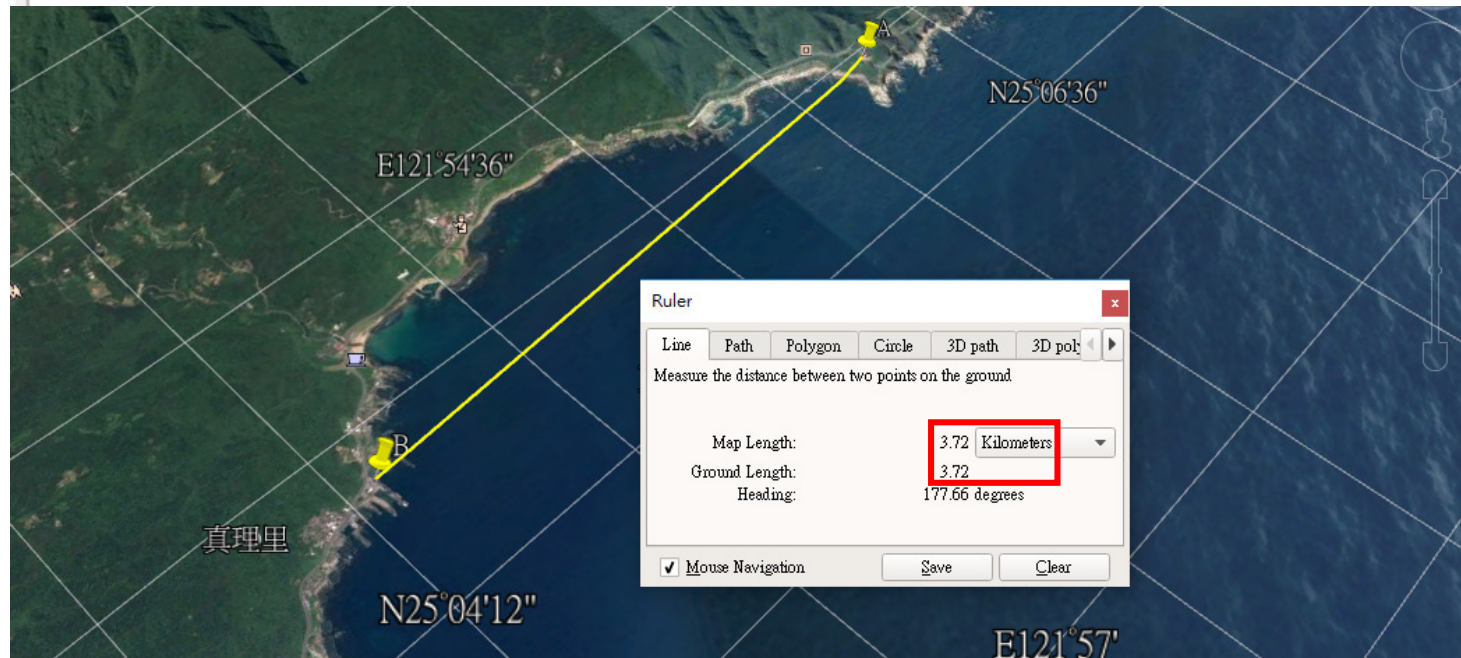 A
N25°06'36"
E121°54'36"
Ruler
x
Line Path Polygon Circle 3D path 3D poly
Measure the distance between two points on the ground
Map Length: 3.72 Kilometers
Ground Length: 3.72
Heading: 177.66 degrees
B
真理里
Mouse Navigation Save Clear
N25°04'12"
E121°57'